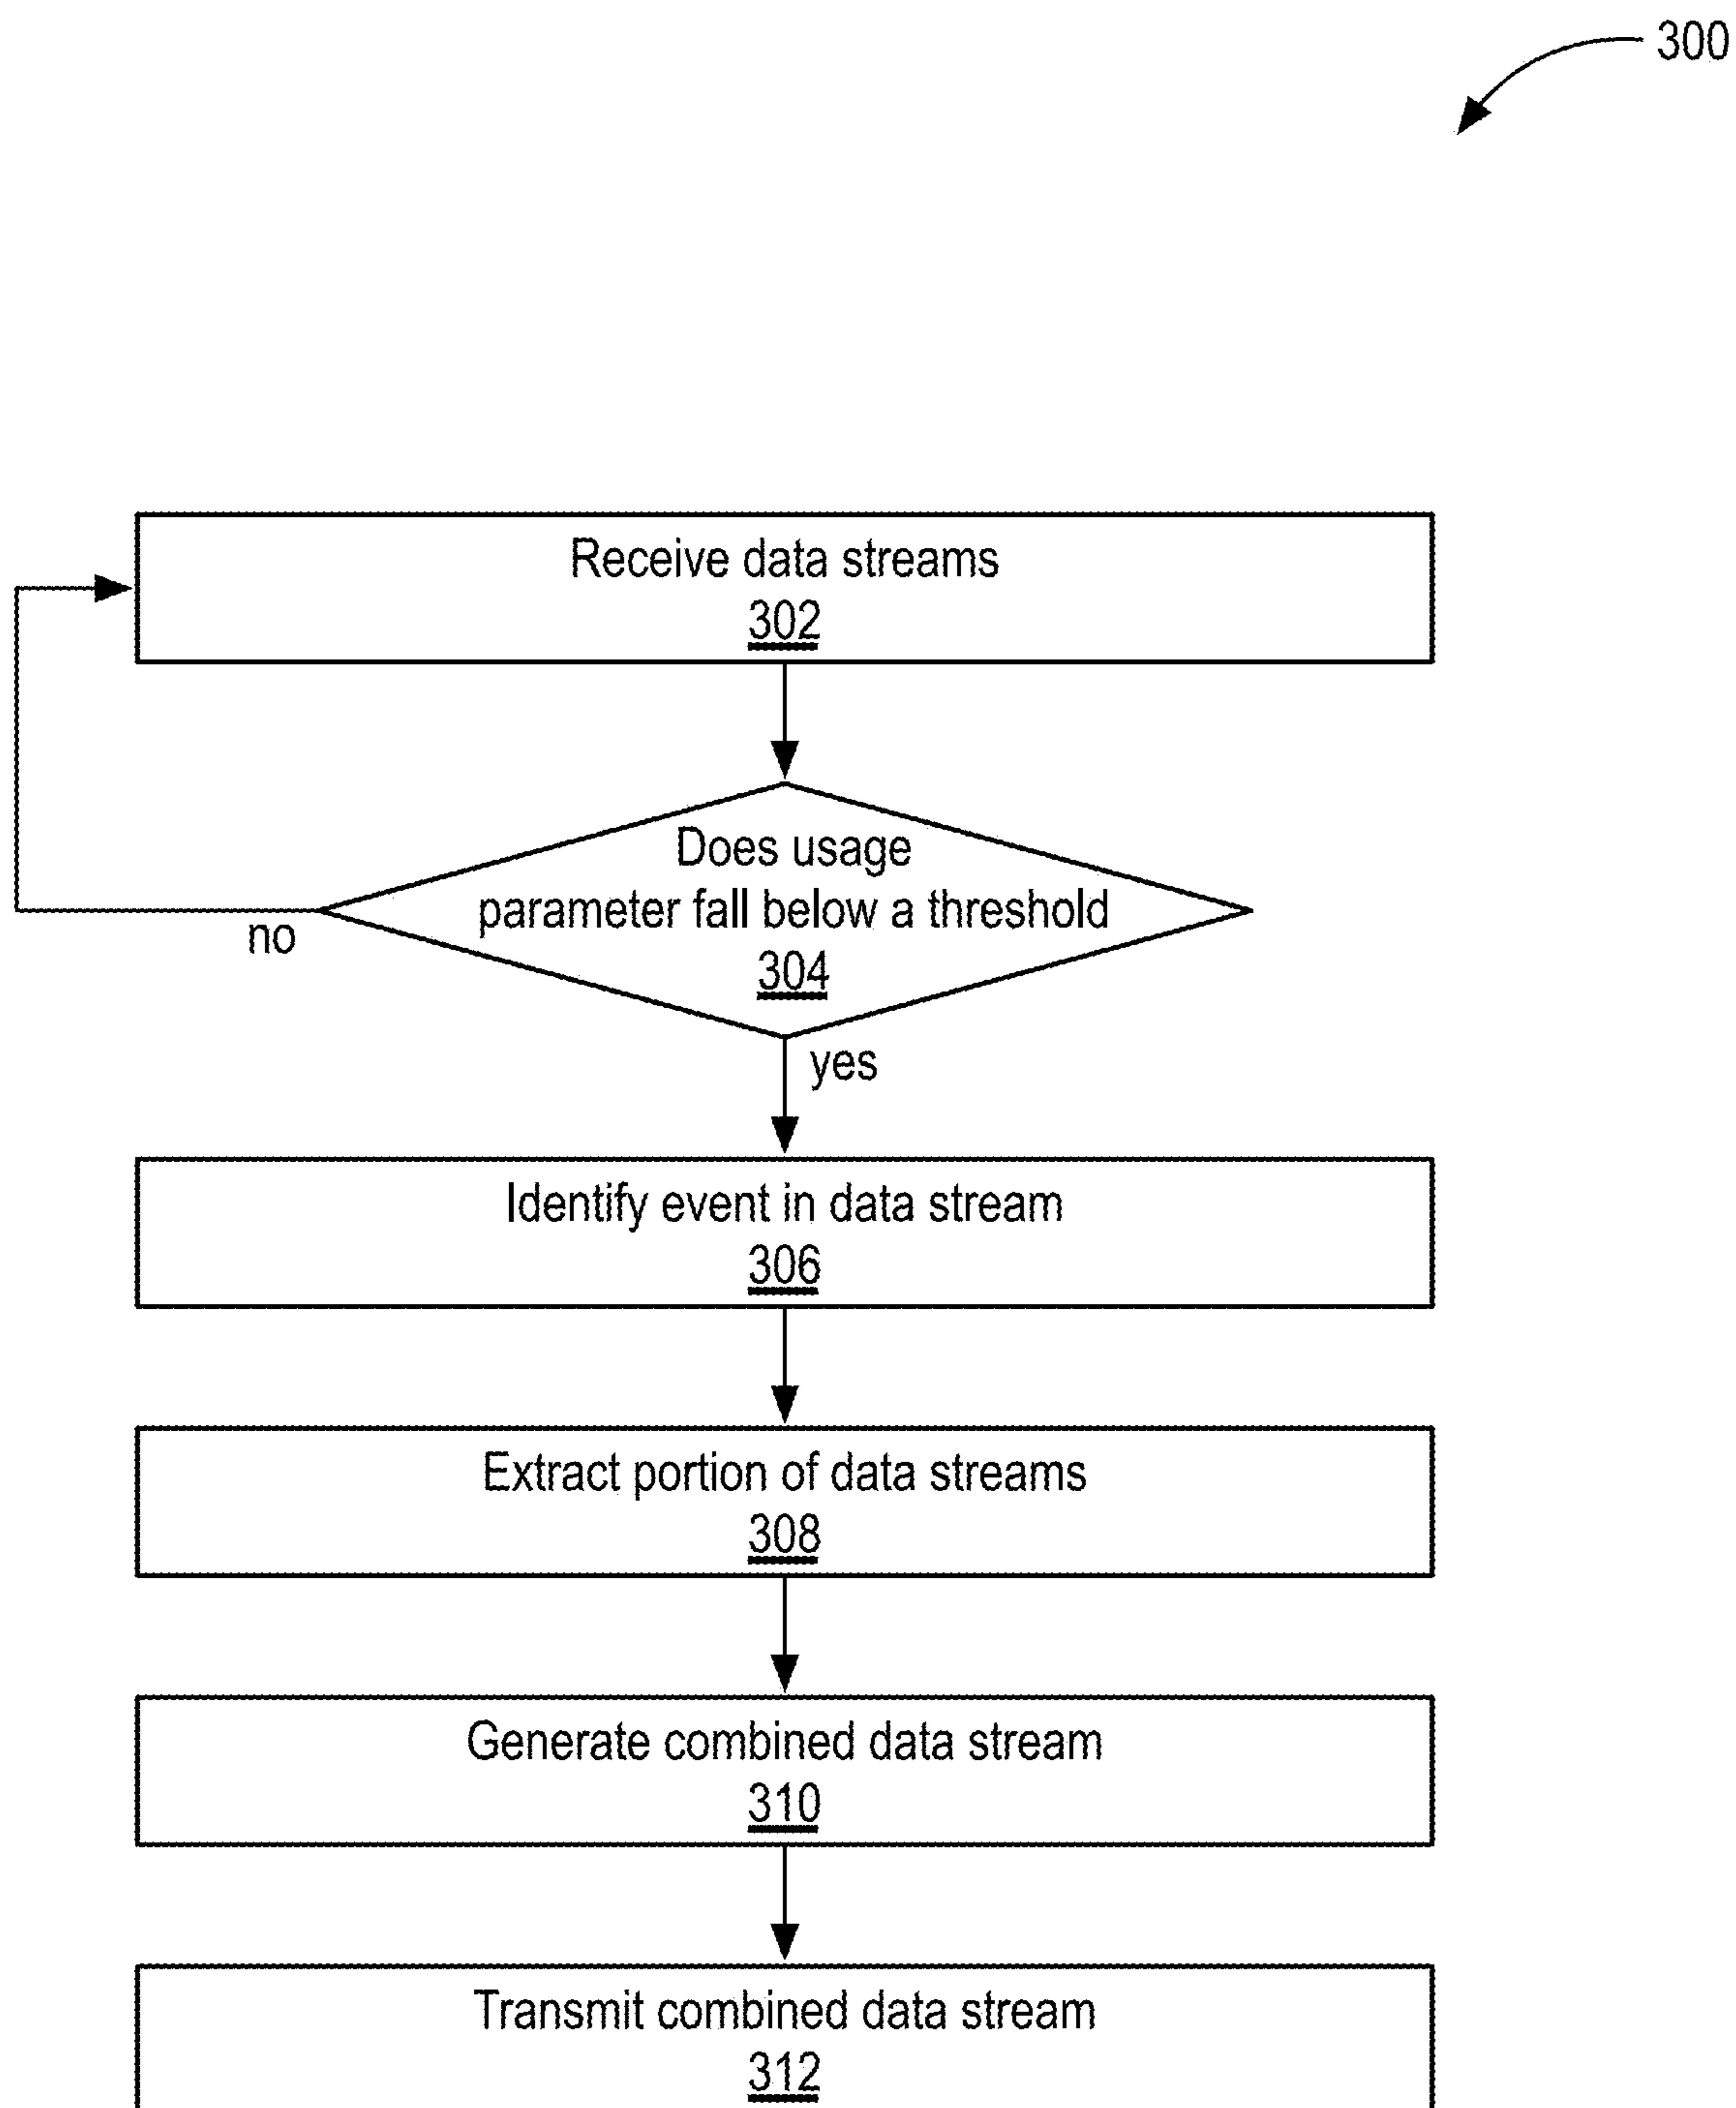 300
Receive data streams
302
Does usage
parameter fall below a threshold
304
no
yes
Identify event in data stream
306
Extract portion of data streams
308
Generate combined data stream
310
Transmit combined data stream
312